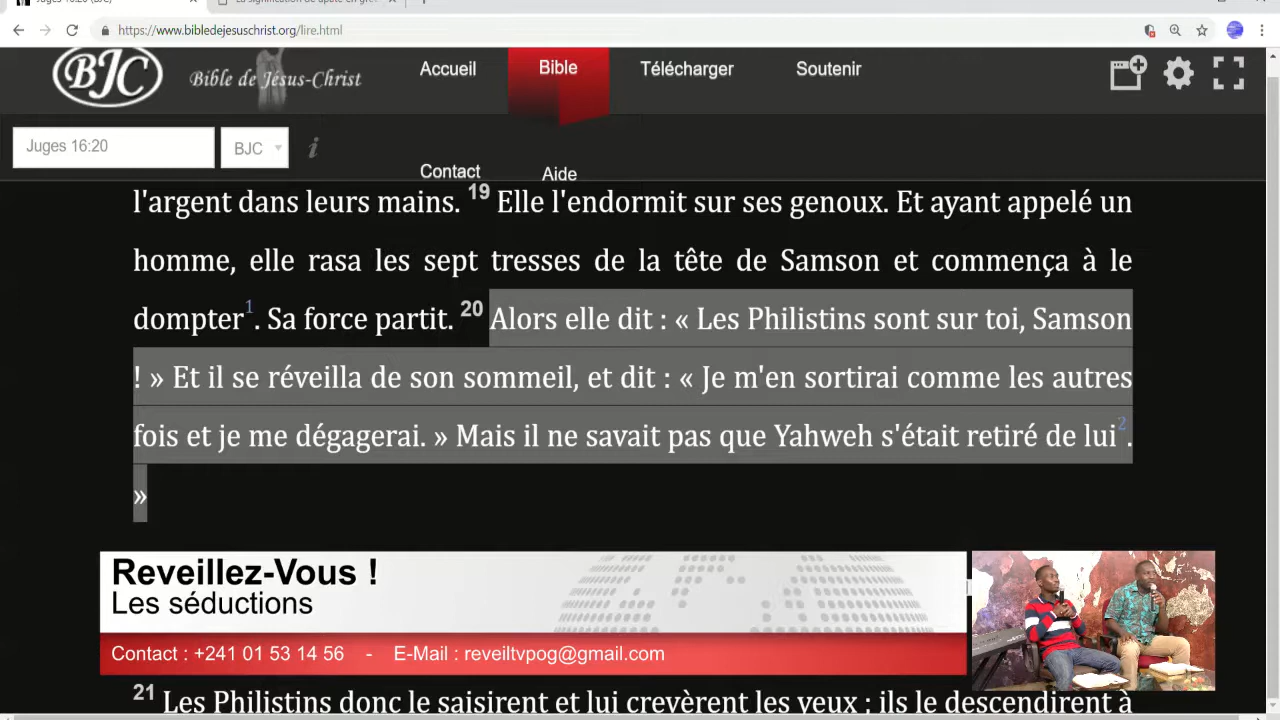 https://www.bibledejesuschrist.org/lire.html
BJC
Bible de Jésus-Christ
Accueil
Bible
Télécharger
Soutenir
Juges 16:20
BJC
i
Contact
Aide
l'argent dans leurs mains. 19 Elle l'endormit sur ses genoux. Et ayant appelé un
homme, elle rasa les sept tresses de la tête de Samson et commença à le
dompter1. Sa force partit. 20 Alors elle dit : « Les Philistins sont sur toi, Samson
! » Et il se réveilla de son sommeil, et dit : « Je m'en sortirai comme les autres
fois et je me dégagerai. » Mais il ne savait pas que Yahweh s'était retiré de lui2.
»
Reveillez-Vous !
Les séductions
Contact : +241 01 53 14 56 - E-Mail : reveiltvpog@gmail.com
21 Les Philistins donc le saisirent et lui crevèrent les yeux ; ils le descendirent à